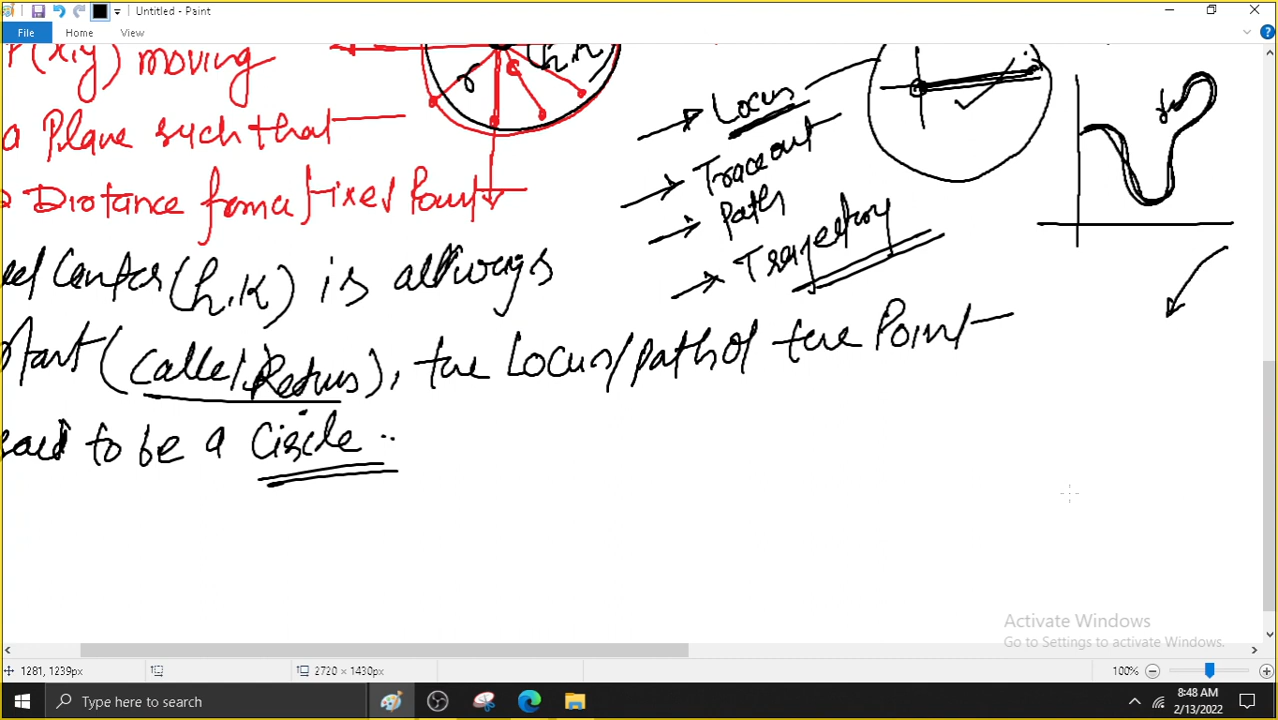 Untitled - Paint
File Home View
P(x,y) moving
a Plane such that
Distance from a fixed Point
Center (h,k) is always
(called Radius), the Locus/path of the Point
said to be a Circle..
(h,k)
r
→ Locus
→ Traceout
→ Path
→ Trajectory
Activate Windows
Go to Settings to activate Windows.
1281, 1239px
2720 × 1430px
100%
Type here to search
8:48 AM
2/13/2022